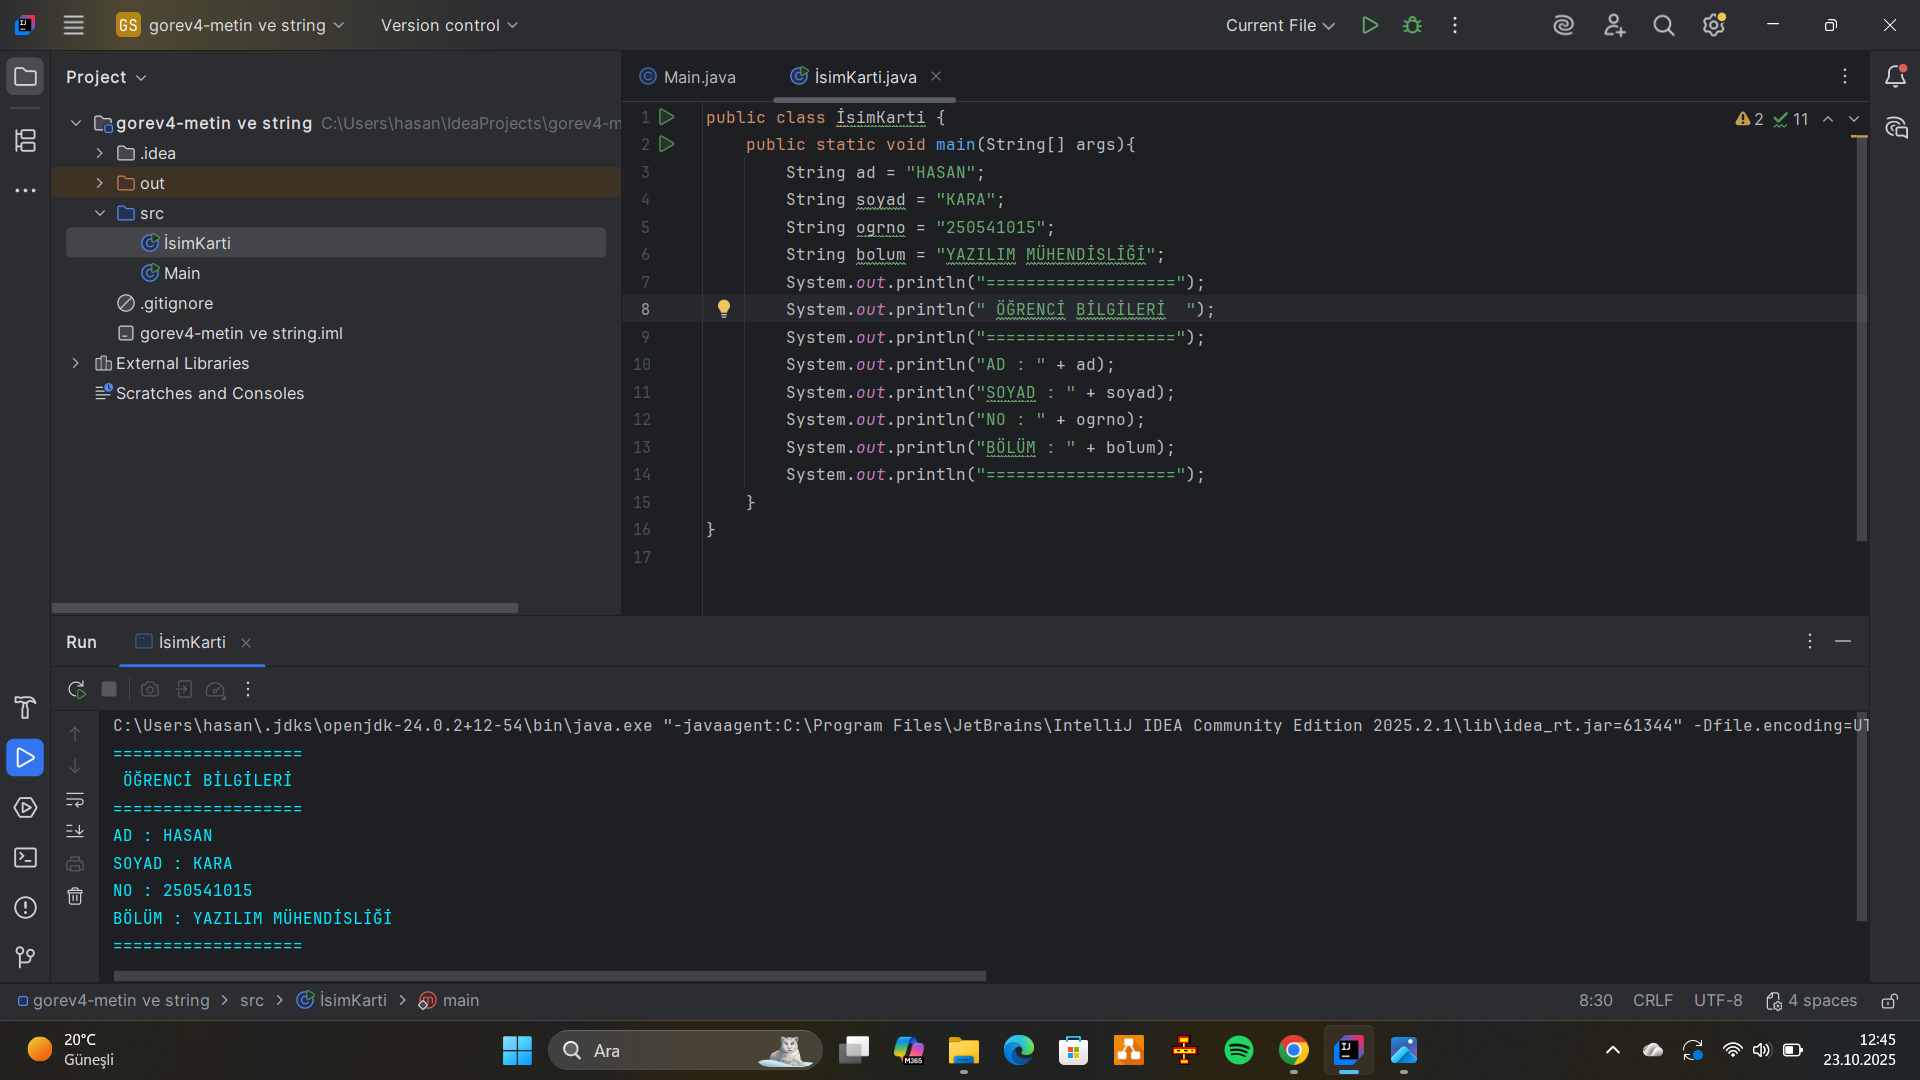 GS gorev4-metin ve string Version control Current File
Project
gorev4-metin ve string C:\Users\hasan\IdeaProjects\gorev4-m
.idea
out
src
İsimKarti
Main
.gitignore
gorev4-metin ve string.iml
External Libraries
Scratches and Consoles
Main.java İsimKarti.java
2 11
1 public class İsimKarti {
2 public static void main(String[] args){
3 String ad = "HASAN";
4 String soyad = "KARA";
5 String ogrno = "250541015";
6 String bolum = "YAZILIM MÜHENDİSLİĞİ";
7 System.out.println("===================");
8 System.out.println(" ÖĞRENCİ BİLGİLERİ  ");
9 System.out.println("===================");
10 System.out.println("AD : " + ad);
11 System.out.println("SOYAD : " + soyad);
12 System.out.println("NO : " + ogrno);
13 System.out.println("BÖLÜM : " + bolum);
14 System.out.println("===================");
15 }
16 }
17
Run İsimKarti
C:\Users\hasan\.jdks\openjdk-24.0.2+12-54\bin\java.exe "-javaagent:C:\Program Files\JetBrains\IntelliJ IDEA Community Edition 2025.2.1\lib\idea_rt.jar=61344" -Dfile.encoding=UT
===================
ÖĞRENCİ BİLGİLERİ
===================
AD : HASAN
SOYAD : KARA
NO : 250541015
BÖLÜM : YAZILIM MÜHENDİSLİĞİ
===================
gorev4-metin ve string > src > İsimKarti > main 8:30 CRLF UTF-8 4 spaces
20°C
Güneşli
Ara
M365
12:45
23.10.2025